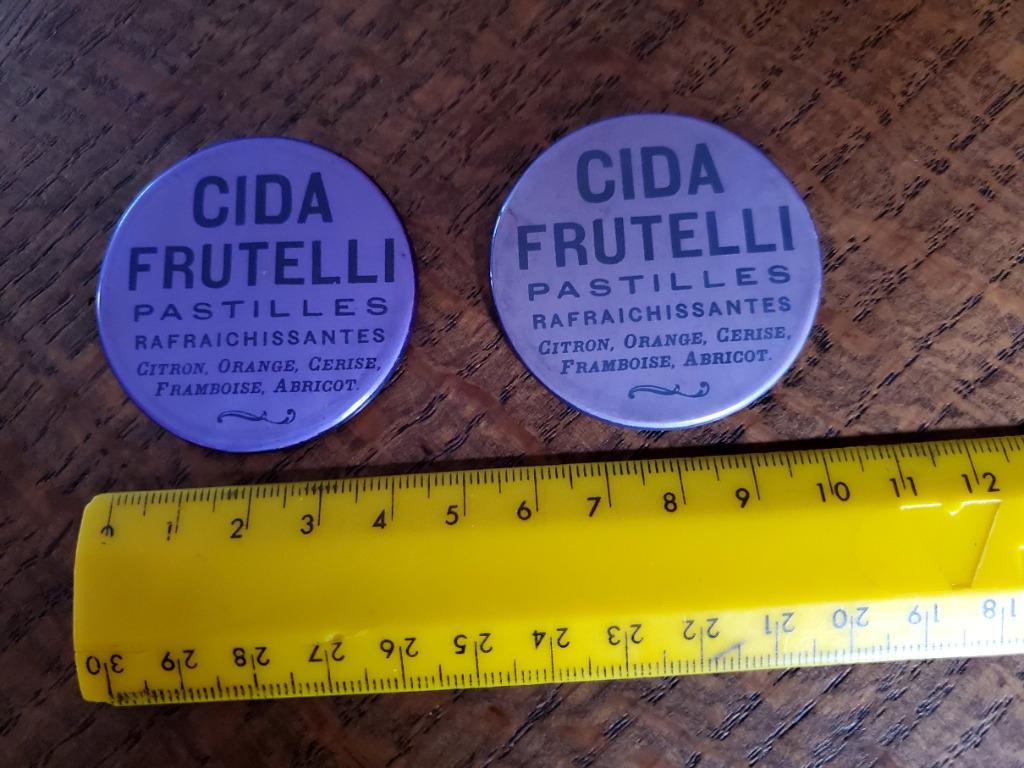 CIDA
FRUTELLI
PASTILLES
RAFRAICHISSANTES
CITRON, ORANGE, CERISE,
FRAMBOISE, ABRICOT.
CIDA
FRUTELLI
PASTILLES
RAFRAICHISSANTES
CITRON, ORANGE, CERISE,
FRAMBOISE, ABRICOT.
1 2 3 4 5 6 7 8 9 10 11 12
30 29 28 27 26 25 24 23 22 21 20 19 18